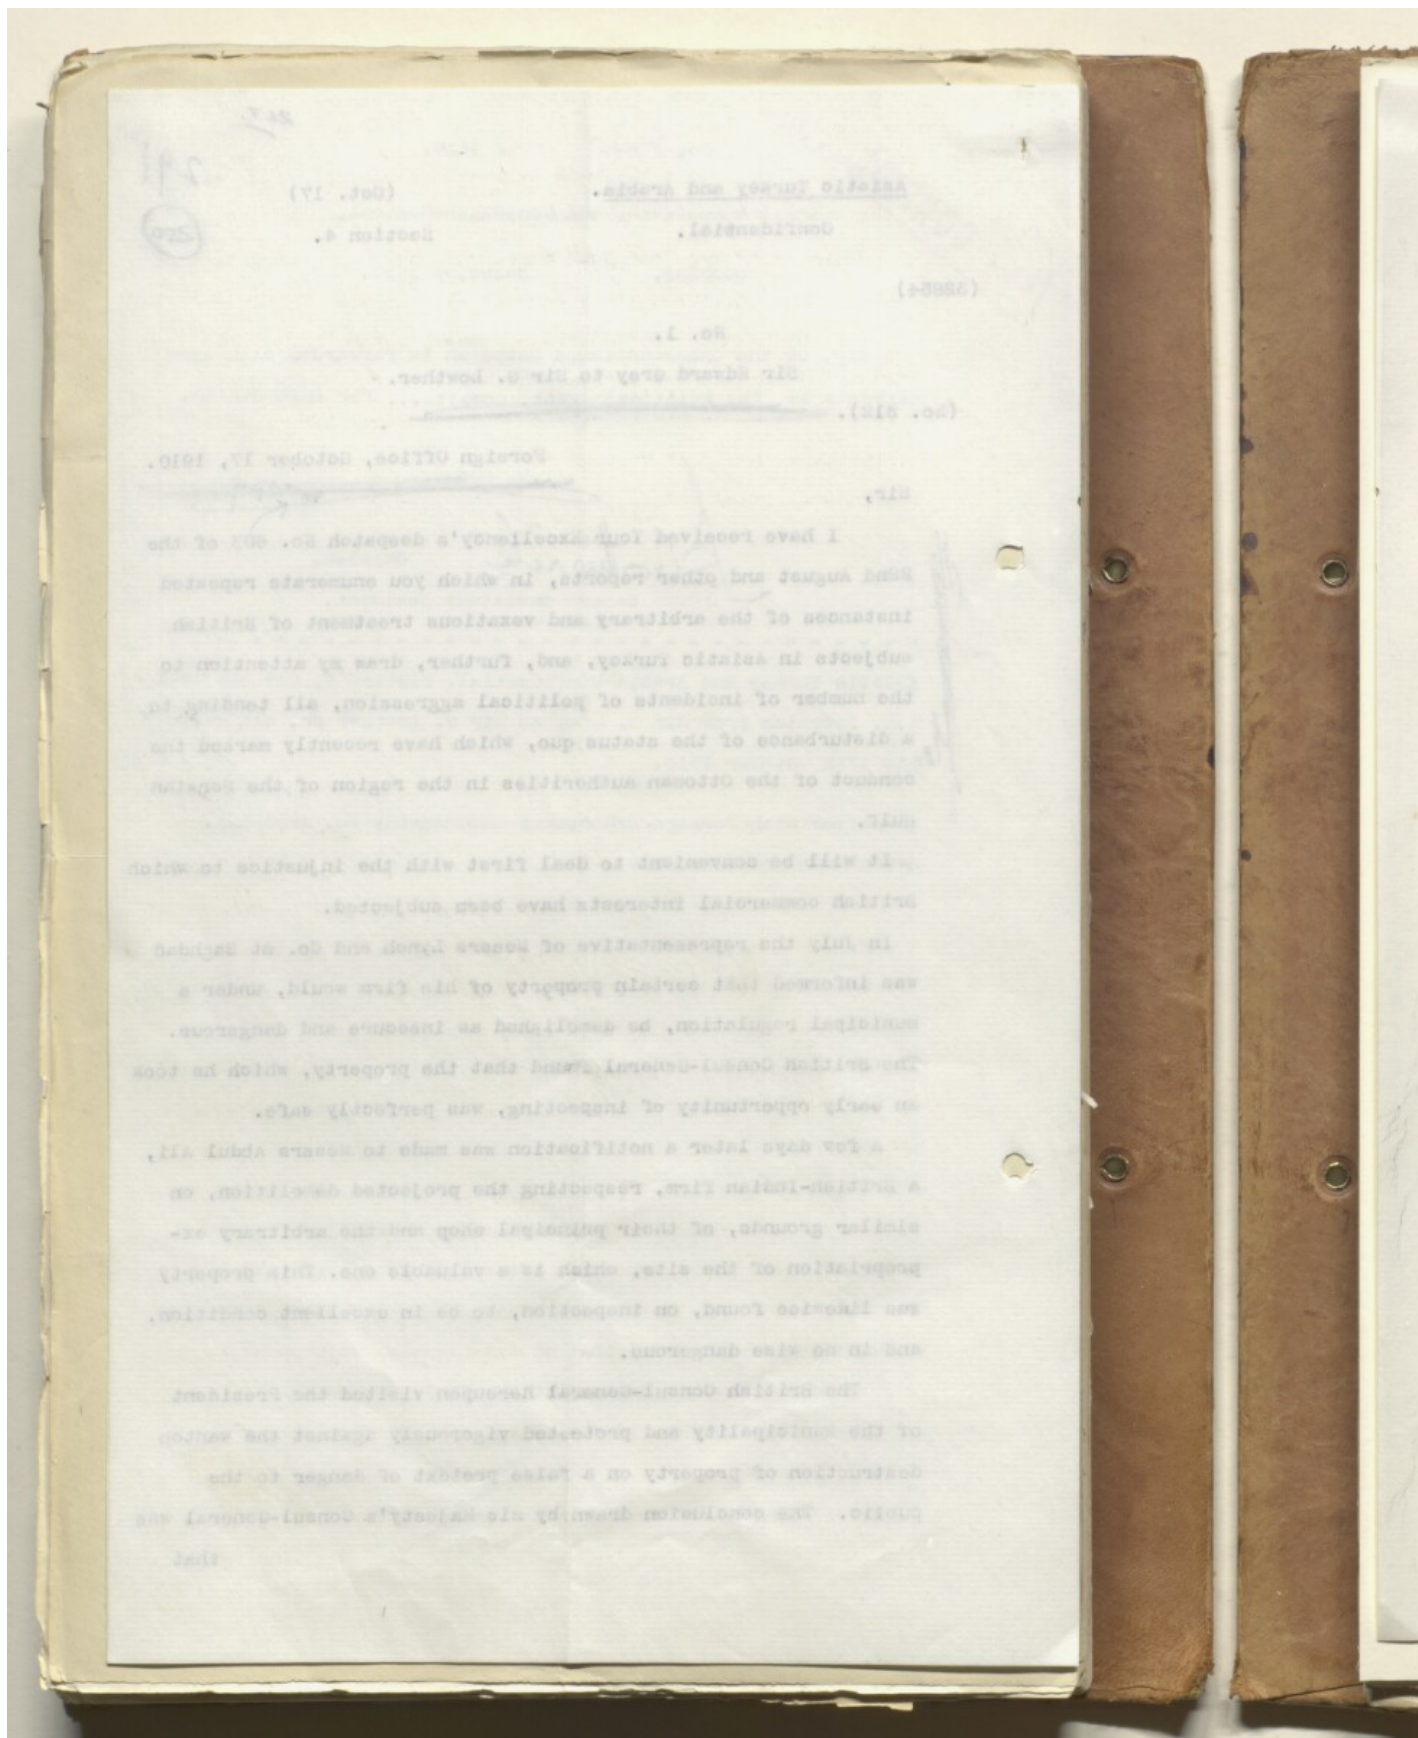 Asiatic Turkey and Arabia. (Oct. 17)
Confidential. Section 4.
291
250
(32854)
No. 1.
Sir Edward Grey to Sir G. Lowther.
(No. 312).
Foreign Office, October 17, 1910.
Sir,
I have received Your Excellency's despatch No. 603 of the
22nd August and other reports, in which you enumerate repeated
instances of the arbitrary and vexatious treatment of British
subjects in Asiatic Turkey, and, further, draw my attention to
the number of incidents of political aggression, all tending to
a disturbance of the status quo, which have recently marked the
conduct of the Ottoman authorities in the region of the Persian
Gulf.
It will be convenient to deal first with the injustice to which
British commercial interests have been subjected.
In July the representative of Messrs Lynch and Co. at Baghdad
was informed that certain property of his firm would, under a
municipal regulation, be demolished as insecure and dangerous.
The British Consul-General found that the property, which he took
an early opportunity of inspecting, was perfectly safe.
A few days later a notification was made to Messrs Abdul Ali,
a British-Indian firm, respecting the projected demolition, on
similar grounds, of their principal shop and the arbitrary ex-
propriation of the site, which is a valuable one. This property
was likewise found, on inspection, to be in excellent condition,
and in no wise dangerous.
The British Consul-General hereupon visited the President
of the Municipality and protested vigorously against the wanton
destruction of property on a false pretext of danger to the
public. The conclusion drawn by His Majesty's Consul-General was
that